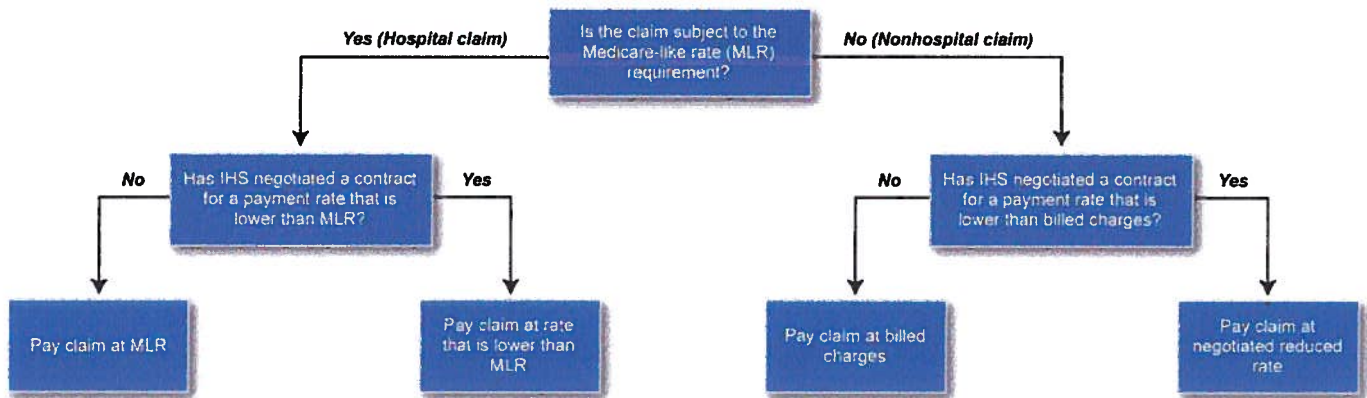 Is the claim subject to the
Medicare-like rate (MLR)
requirement?
Yes (Hospital claim)
No (Nonhospital claim)
Has IHS negotiated a contract
for a payment rate that is
lower than MLR?
No
Yes
Has IHS negotiated a contract
for a payment rate that is
lower than billed charges?
No
Yes
Pay claim at MLR
Pay claim at rate
that is lower than
MLR
Pay claim at billed
charges
Pay claim at
negotiated reduced
rate